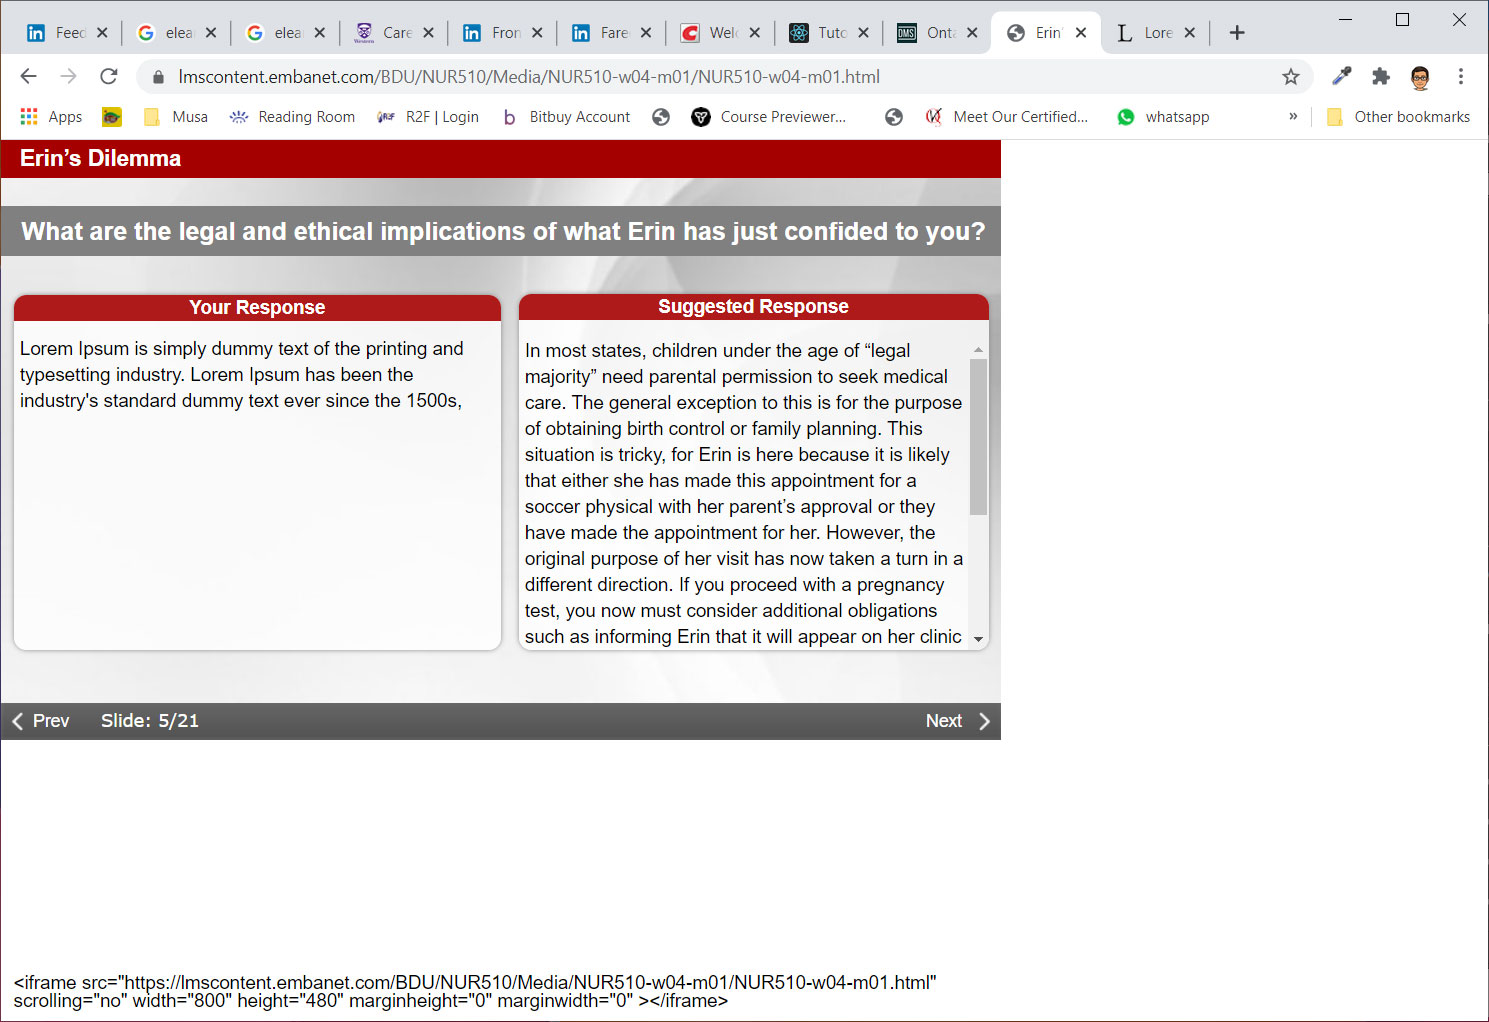 Feed
elea
elea
Care
Fron
Fare
Welc
Tuto
DMS Onta
Erin'
Lore
lmscontent.embanet.com/BDU/NUR510/Media/NUR510-w04-m01/NUR510-w04-m01.html
Apps Musa Reading Room R2F | Login Bitbuy Account Course Previewer... Meet Our Certified... whatsapp » Other bookmarks
Erin’s Dilemma
What are the legal and ethical implications of what Erin has just confided to you?
Your Response
Lorem Ipsum is simply dummy text of the printing and
typesetting industry. Lorem Ipsum has been the
industry's standard dummy text ever since the 1500s,
Suggested Response
In most states, children under the age of “legal
majority” need parental permission to seek medical
care. The general exception to this is for the purpose
of obtaining birth control or family planning. This
situation is tricky, for Erin is here because it is likely
that either she has made this appointment for a
soccer physical with her parent’s approval or they
have made the appointment for her. However, the
original purpose of her visit has now taken a turn in a
different direction. If you proceed with a pregnancy
test, you now must consider additional obligations
such as informing Erin that it will appear on her clinic
Prev Slide: 5/21 Next
<iframe src="https://lmscontent.embanet.com/BDU/NUR510/Media/NUR510-w04-m01/NUR510-w04-m01.html"
scrolling="no" width="800" height="480" marginheight="0" marginwidth="0" ></iframe>